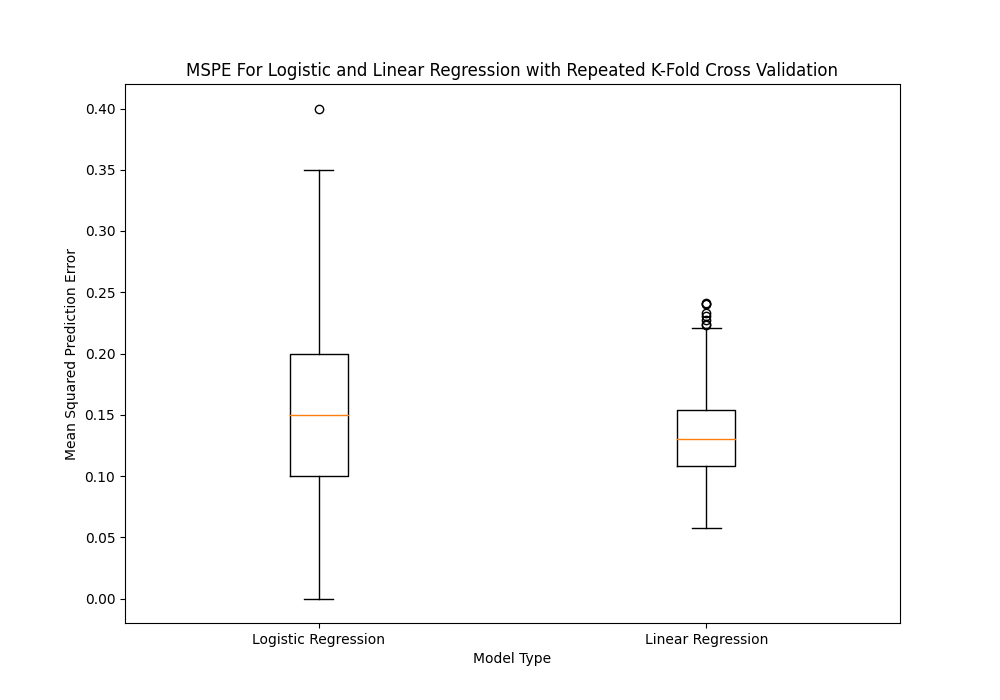 MSPE For Logistic and Linear Regression with Repeated K-Fold Cross Validation
Mean Squared Prediction Error
0.40
0.35
0.30
0.25
0.20
0.15
0.10
0.05
0.00
Logistic Regression
Linear Regression
Model Type